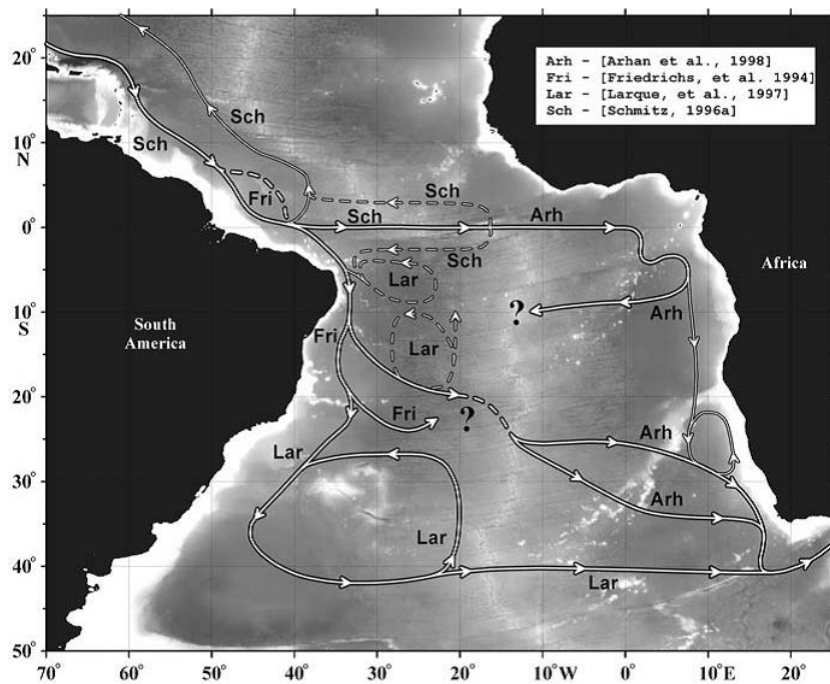 Arh - [Arhan et al., 1998]
Fri - [Friedrichs, et al. 1994]
Lar - [Larque, et al., 1997]
Sch - [Schmitz, 1996a]
20°
10°
N
0°
10°
S
20°
30°
40°
50°
Sch
Sch
Fri
Sch
Sch
Arh
Sch
Lar
Africa
?
Arh
South
America
Fri
Lar
Fri
?
Arh
Lar
Arh
Lar
Lar
70° 60° 50° 40° 30° 20° 10° W 0° 10° E 20°